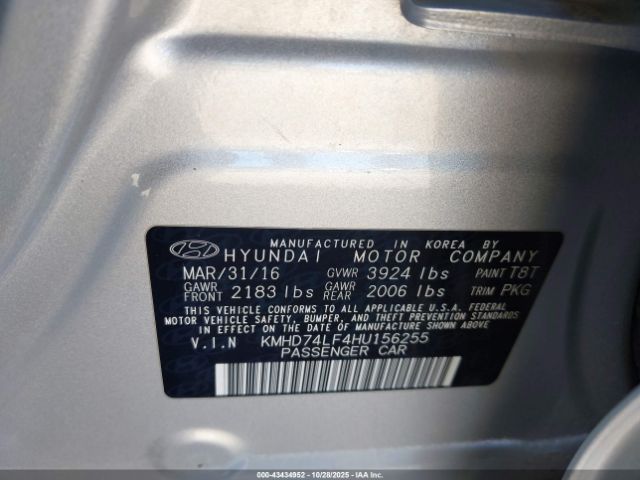 MANUFACTURED IN KOREA BY
HYUNDAI MOTOR COMPANY
MAR/31/16 GVWR 3924 lbs PAINT T8T
GAWR FRONT 2183 lbs GAWR REAR 2006 lbs TRIM PKG
THIS VEHICLE CONFORMS TO ALL APPLICABLE U.S.A. FEDERAL
MOTOR VEHICLE SAFETY, BUMPER, AND THEFT PREVENTION STANDARDS
IN EFFECT ON THE DATE OF MANUFACTURE SHOWN ABOVE.
V.I.N KMHD74LF4HU156255
PASSENGER CAR
000-43434952 | 10/28/2025 - IAA Inc.